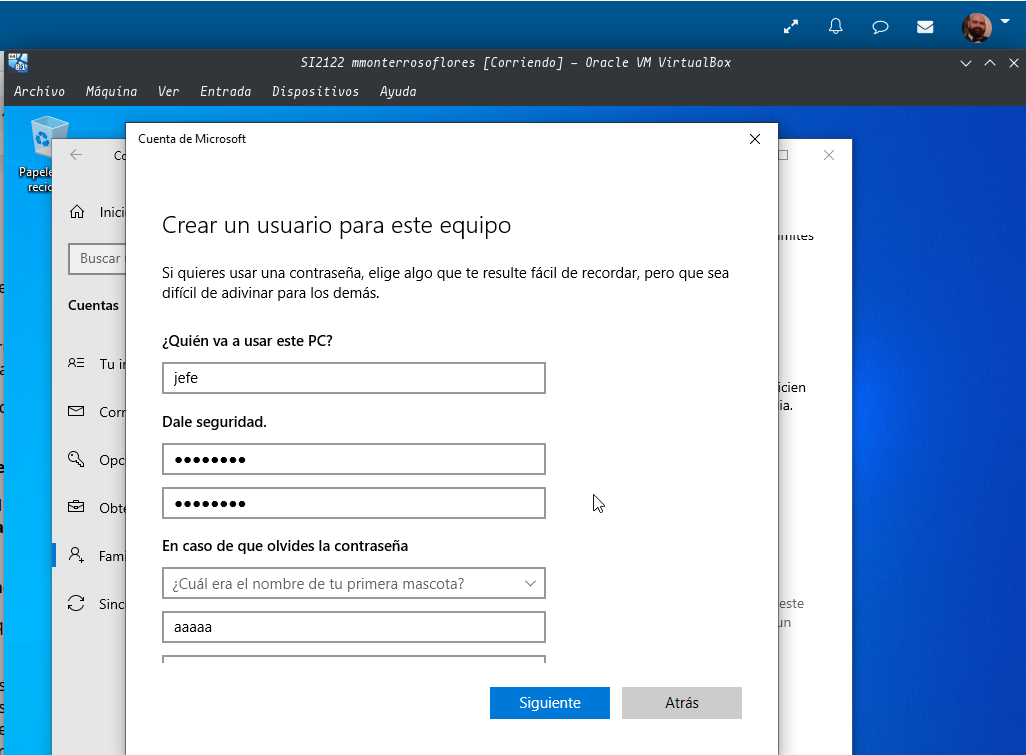 SI2122 mmonterrosoflores [Corriendo] – Oracle VM VirtualBox
Archivo Máquina Ver Entrada Dispositivos Ayuda
Cuenta de Microsoft
Crear un usuario para este equipo
Si quieres usar una contraseña, elige algo que te resulte fácil de recordar, pero que sea
difícil de adivinar para los demás.
¿Quién va a usar este PC?
jefe
Dale seguridad.
●●●●●●●●
●●●●●●●●
En caso de que olvides la contraseña
¿Cuál era el nombre de tu primera mascota?
aaaaa
Siguiente Atrás
Papele
recic
Co
Inici
Buscar
Cuentas
Tu in
Corr
Opc
Obte
Fami
Sinc
icien
ia.
este
un